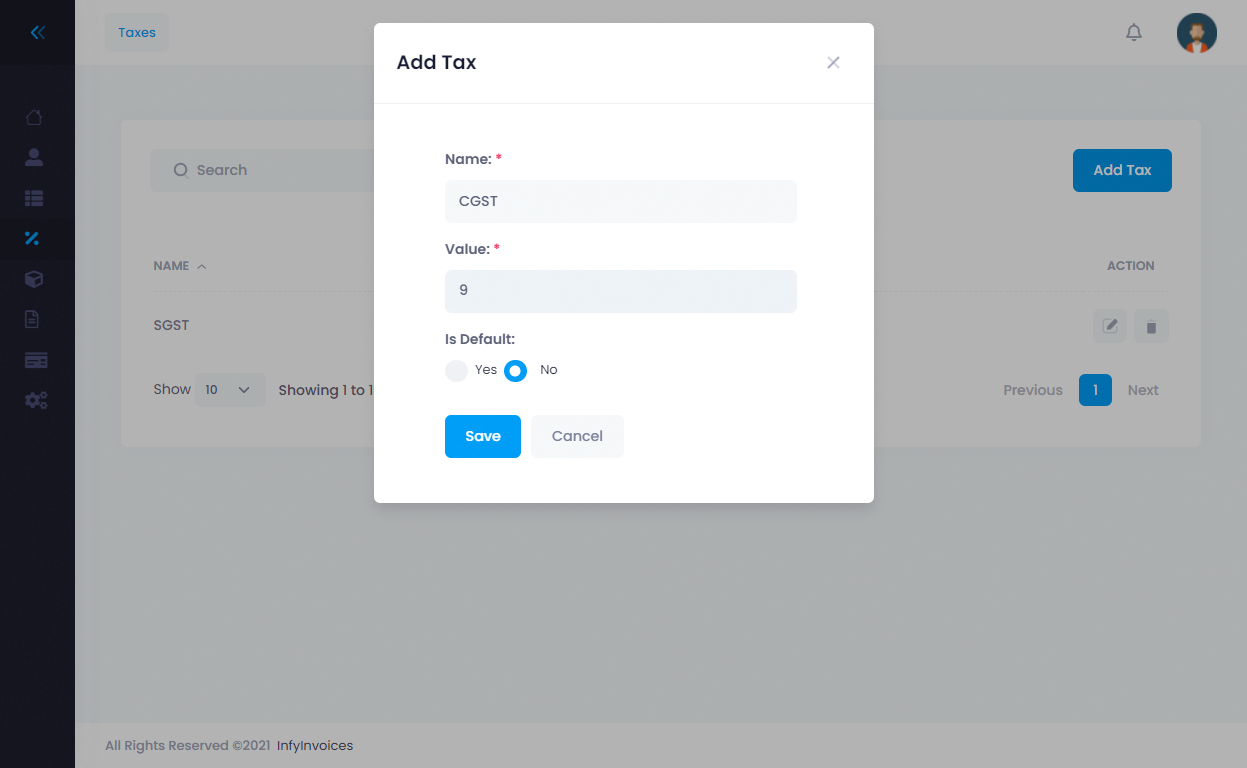 Taxes
Add Tax
Search
Add Tax
Name: *
CGST
Value: *
9
NAME
ACTION
SGST
Is Default:
Yes No
Show 10 Showing 1 to 1
Previous 1 Next
Save Cancel
All Rights Reserved ©2021 InfyInvoices